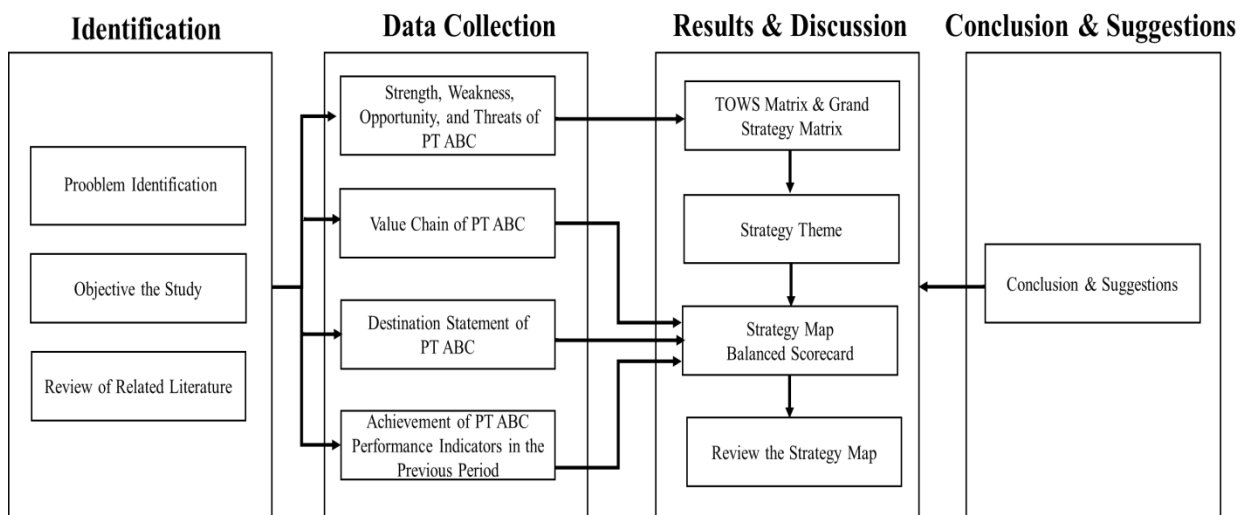 Identification
Data Collection
Results & Discussion
Conclusion & Suggestions
Prooblem Identification
Objective the Study
Review of Related Literature
Strength, Weakness,
Opportunity, and Threats of
PT ABC
Value Chain of PT ABC
Destination Statement of
PT ABC
Achievement of PT ABC
Performance Indicators in the
Previous Period
TOWS Matrix & Grand
Strategy Matrix
Strategy Theme
Strategy Map
Balanced Scorecard
Review the Strategy Map
Conclusion & Suggestions